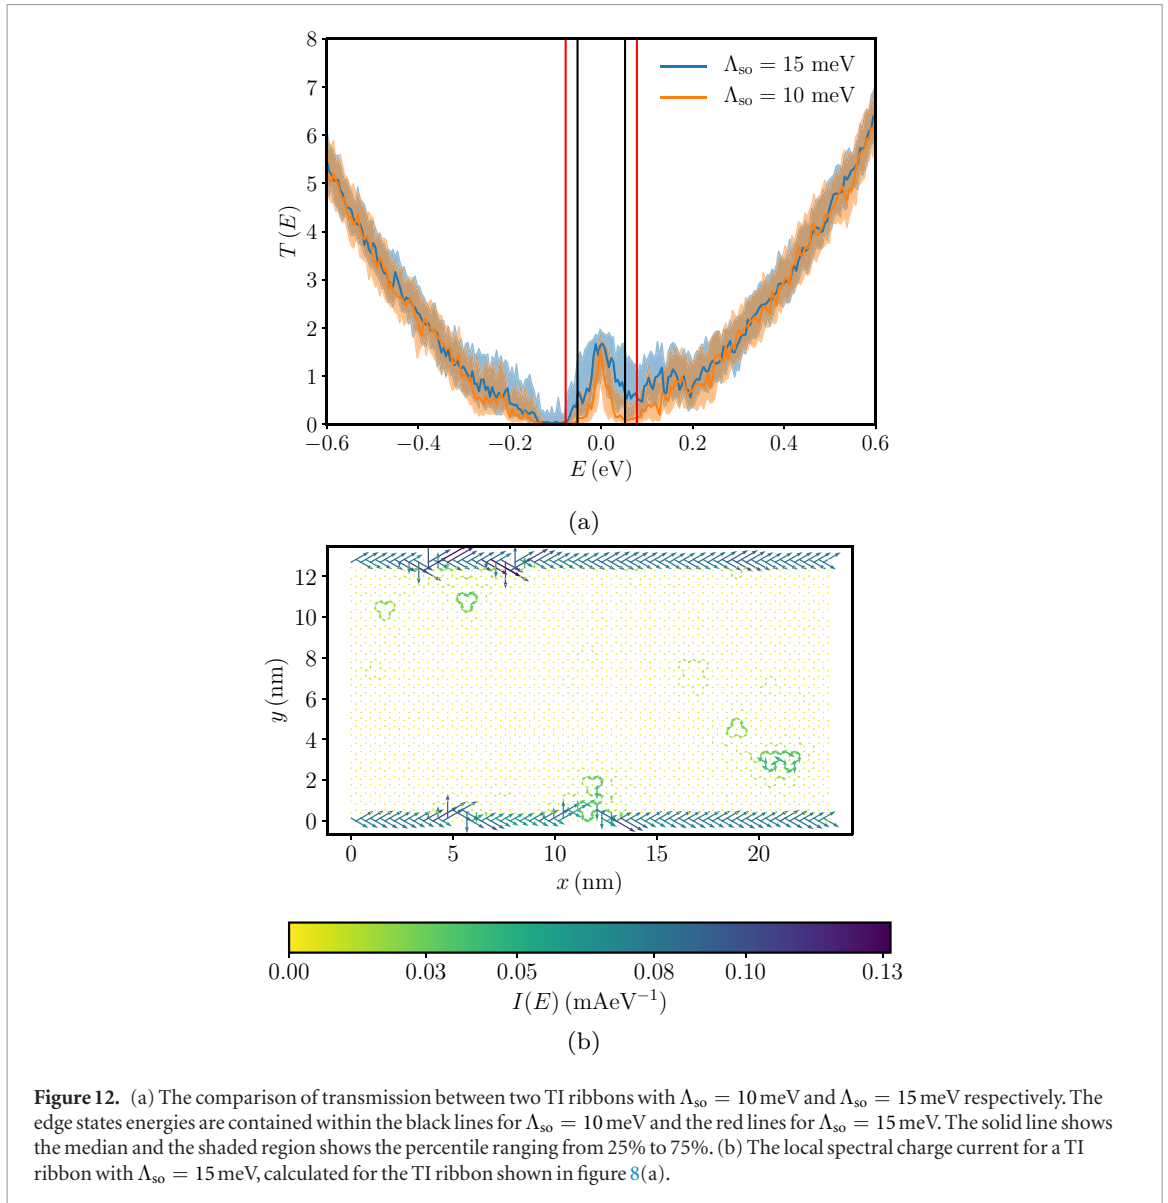 8
7
6
5
4
3
2
1
0
T (E)
Λso = 15 meV
Λso = 10 meV
−0.6 −0.4 −0.2 0.0 0.2 0.4 0.6
E (eV)
(a)
12
10
8
6
4
2
0
y (nm)
0 5 10 15 20
x (nm)
0.00 0.03 0.05 0.08 0.10 0.13
I(E) (mAeV⁻¹)
(b)
Figure 12. (a) The comparison of transmission between two TI ribbons with Λso = 10 meV and Λso = 15 meV respectively. The
edge states energies are contained within the black lines for Λso = 10 meV and the red lines for Λso = 15 meV. The solid line shows
the median and the shaded region shows the percentile ranging from 25% to 75%. (b) The local spectral charge current for a TI
ribbon with Λso = 15 meV, calculated for the TI ribbon shown in figure 8(a).